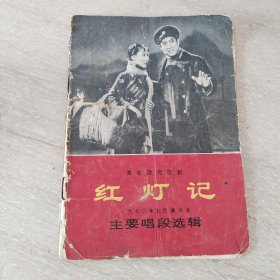 革命现代京剧
红灯记
一九七〇年五月演出本
主要唱段选辑